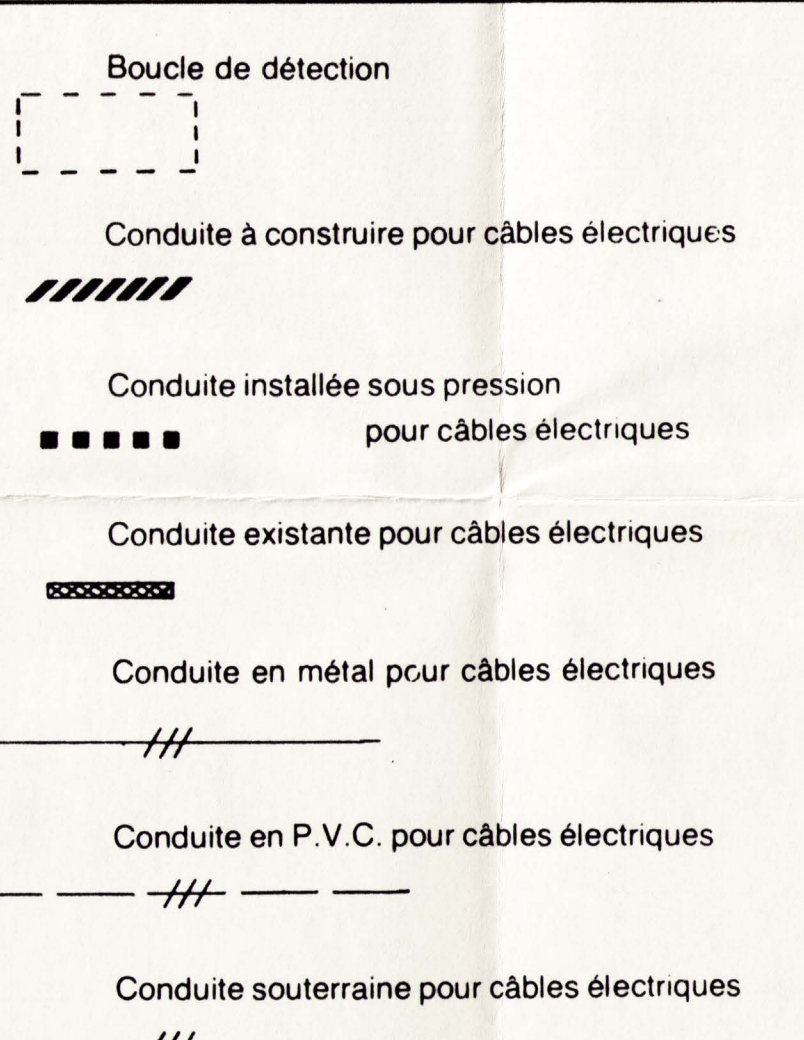 Boucle de détection
Conduite à construire pour câbles électriques
Conduite installée sous pression
pour câbles électriques
Conduite existante pour câbles électriques
Conduite en métal pour câbles électriques
Conduite en P.V.C. pour câbles électriques
Conduite souterraine pour câbles électriques